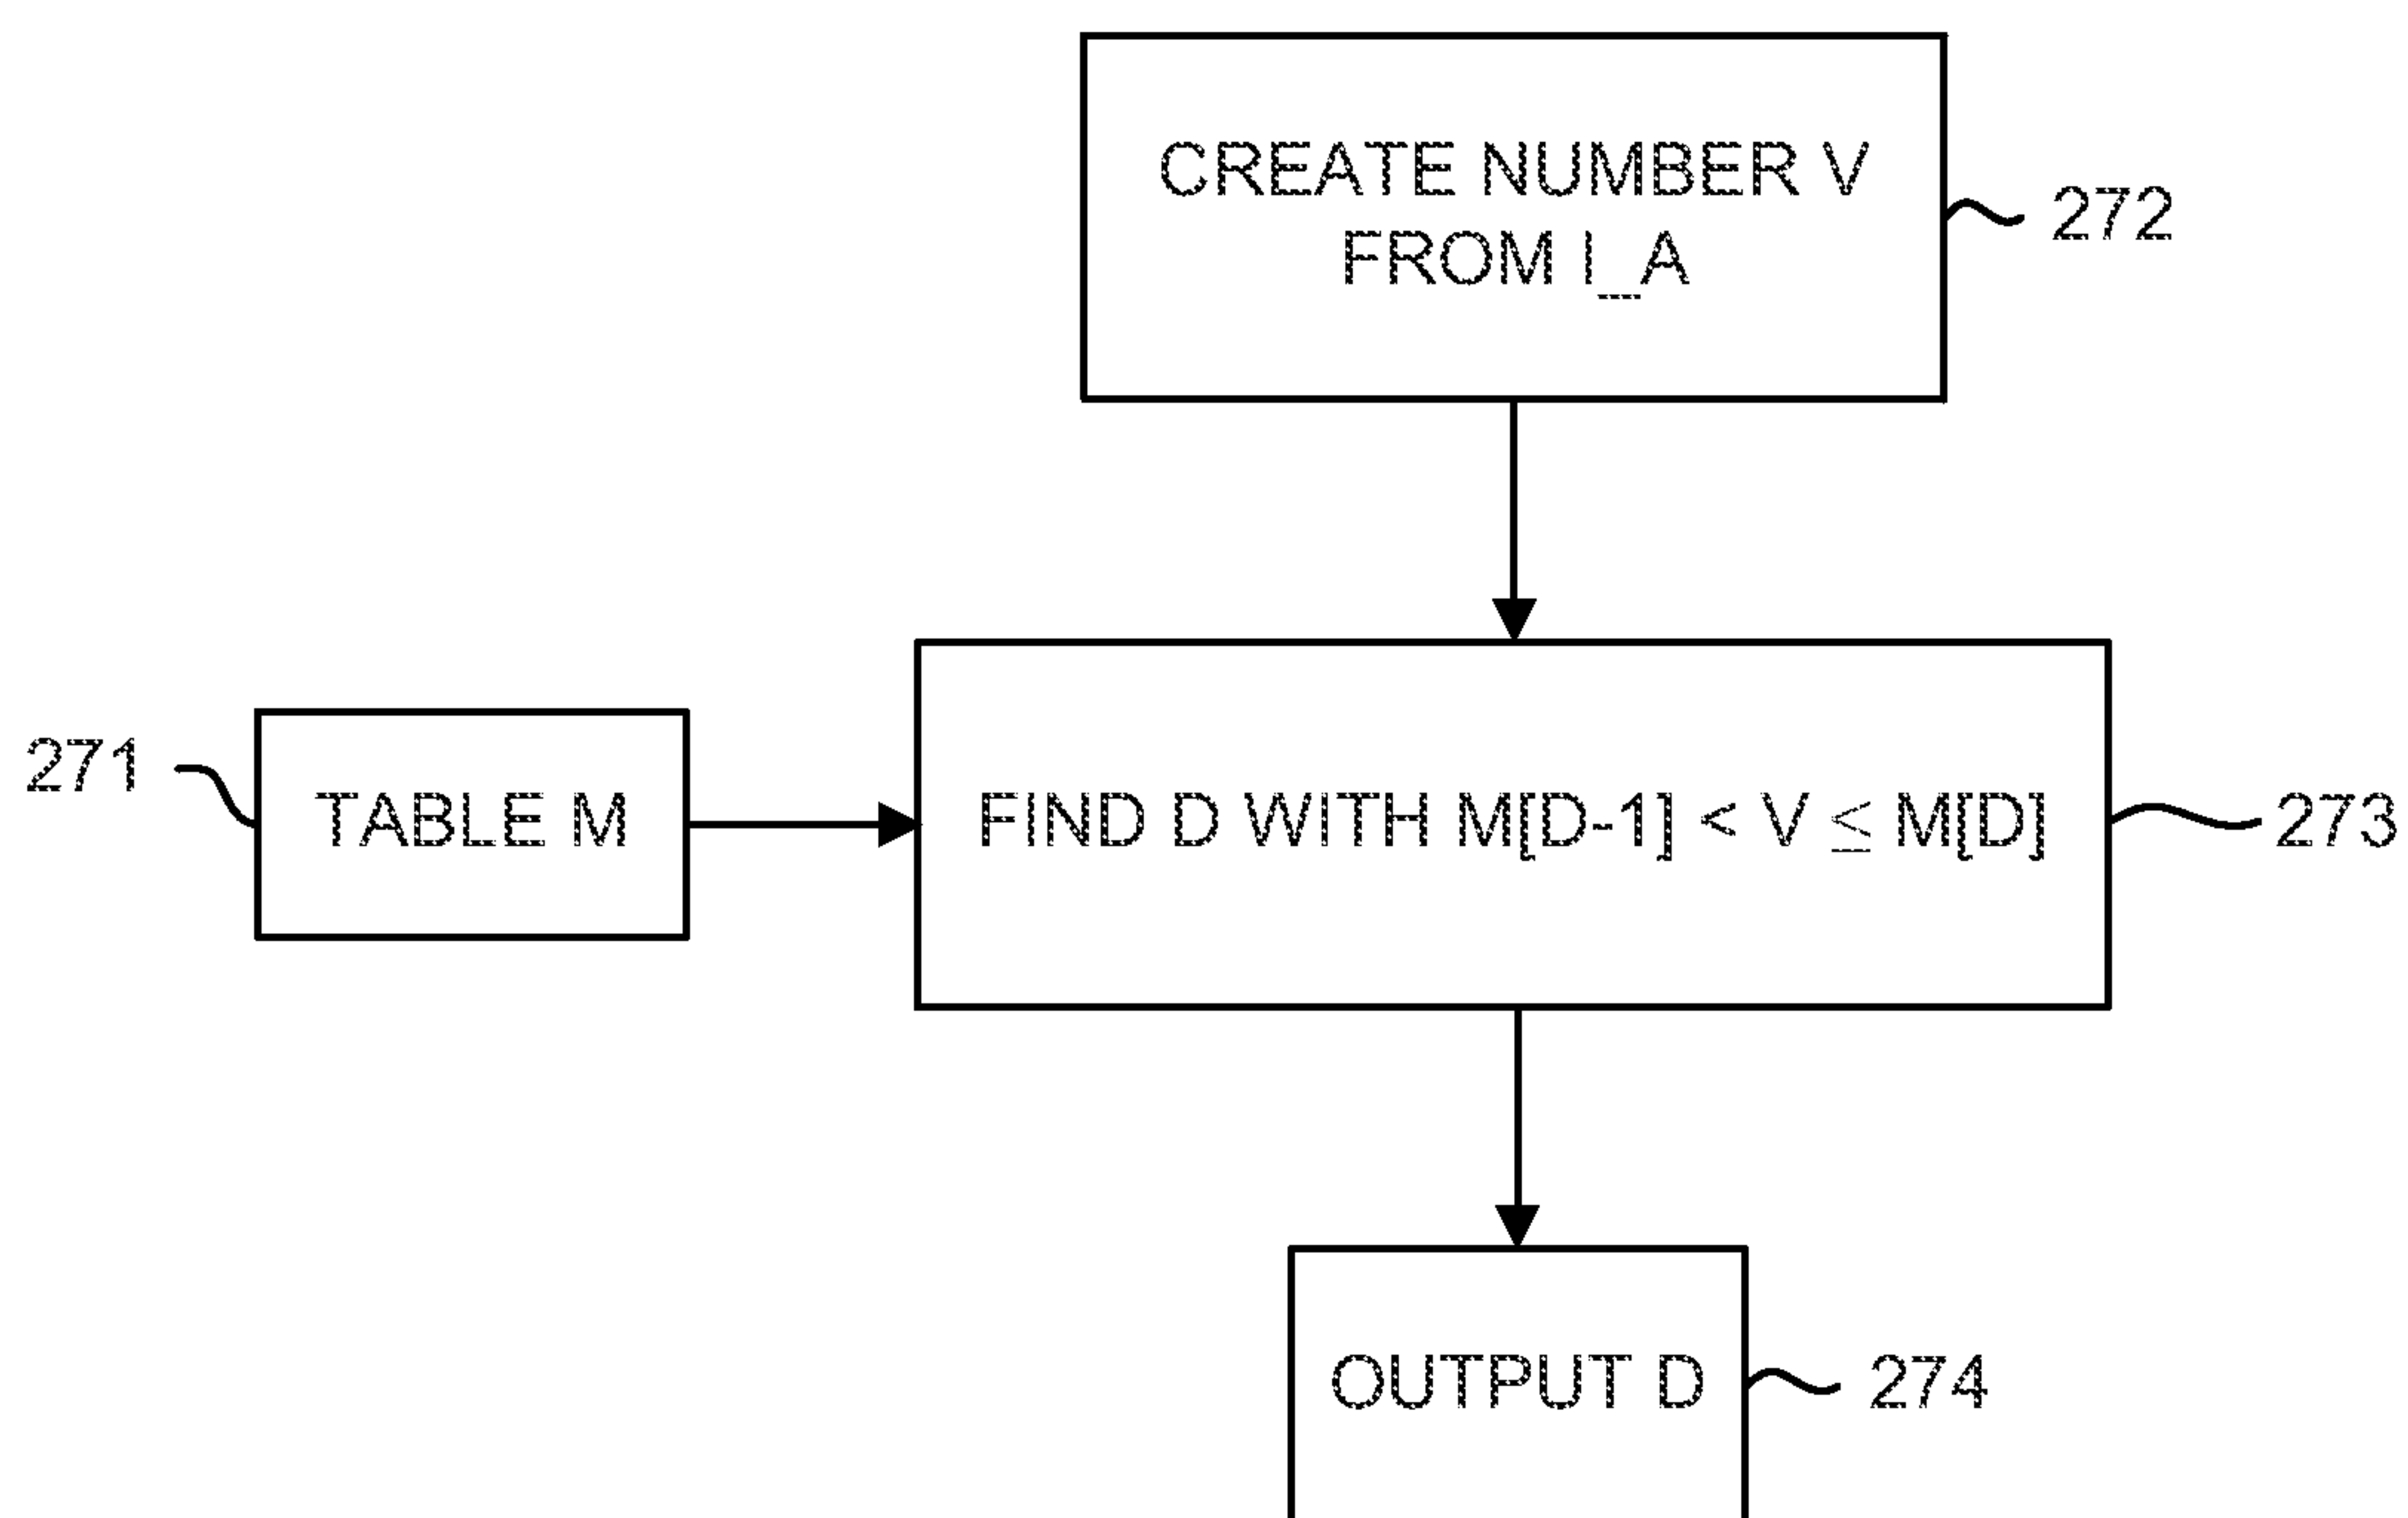 CREATE NUMBER V
FROM I_A
272
271
TABLE M
FIND D WITH M[D-1] < V ≤ M[D]
273
OUTPUT D
274